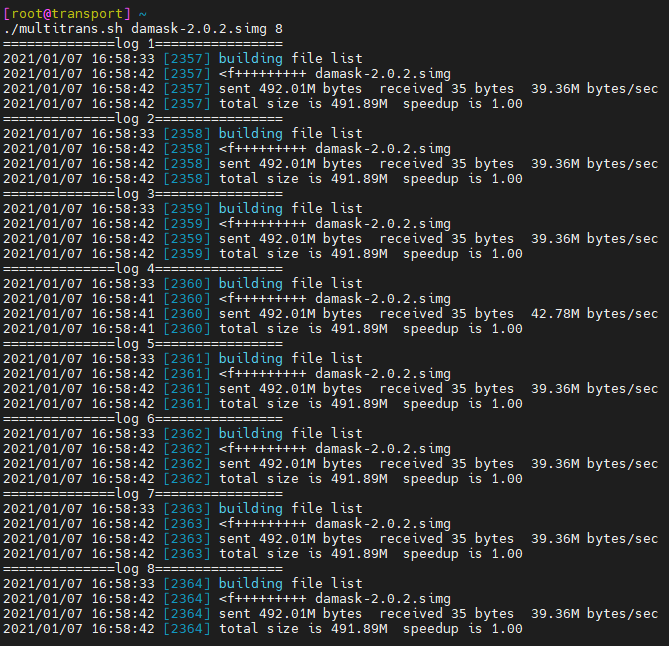 [root@transport] ~
./multitrans.sh damask-2.0.2.simg 8
==============log 1================
2021/01/07 16:58:33 [2357] building file list
2021/01/07 16:58:42 [2357] <f+++++++++ damask-2.0.2.simg
2021/01/07 16:58:42 [2357] sent 492.01M bytes  received 35 bytes  39.36M bytes/sec
2021/01/07 16:58:42 [2357] total size is 491.89M  speedup is 1.00
==============log 2================
2021/01/07 16:58:33 [2358] building file list
2021/01/07 16:58:42 [2358] <f+++++++++ damask-2.0.2.simg
2021/01/07 16:58:42 [2358] sent 492.01M bytes  received 35 bytes  39.36M bytes/sec
2021/01/07 16:58:42 [2358] total size is 491.89M  speedup is 1.00
==============log 3================
2021/01/07 16:58:33 [2359] building file list
2021/01/07 16:58:42 [2359] <f+++++++++ damask-2.0.2.simg
2021/01/07 16:58:42 [2359] sent 492.01M bytes  received 35 bytes  39.36M bytes/sec
2021/01/07 16:58:42 [2359] total size is 491.89M  speedup is 1.00
==============log 4================
2021/01/07 16:58:33 [2360] building file list
2021/01/07 16:58:41 [2360] <f+++++++++ damask-2.0.2.simg
2021/01/07 16:58:41 [2360] sent 492.01M bytes  received 35 bytes  42.78M bytes/sec
2021/01/07 16:58:41 [2360] total size is 491.89M  speedup is 1.00
==============log 5================
2021/01/07 16:58:33 [2361] building file list
2021/01/07 16:58:42 [2361] <f+++++++++ damask-2.0.2.simg
2021/01/07 16:58:42 [2361] sent 492.01M bytes  received 35 bytes  39.36M bytes/sec
2021/01/07 16:58:42 [2361] total size is 491.89M  speedup is 1.00
==============log 6================
2021/01/07 16:58:33 [2362] building file list
2021/01/07 16:58:42 [2362] <f+++++++++ damask-2.0.2.simg
2021/01/07 16:58:42 [2362] sent 492.01M bytes  received 35 bytes  39.36M bytes/sec
2021/01/07 16:58:42 [2362] total size is 491.89M  speedup is 1.00
==============log 7================
2021/01/07 16:58:33 [2363] building file list
2021/01/07 16:58:42 [2363] <f+++++++++ damask-2.0.2.simg
2021/01/07 16:58:42 [2363] sent 492.01M bytes  received 35 bytes  39.36M bytes/sec
2021/01/07 16:58:42 [2363] total size is 491.89M  speedup is 1.00
==============log 8================
2021/01/07 16:58:33 [2364] building file list
2021/01/07 16:58:42 [2364] <f+++++++++ damask-2.0.2.simg
2021/01/07 16:58:42 [2364] sent 492.01M bytes  received 35 bytes  39.36M bytes/sec
2021/01/07 16:58:42 [2364] total size is 491.89M  speedup is 1.00